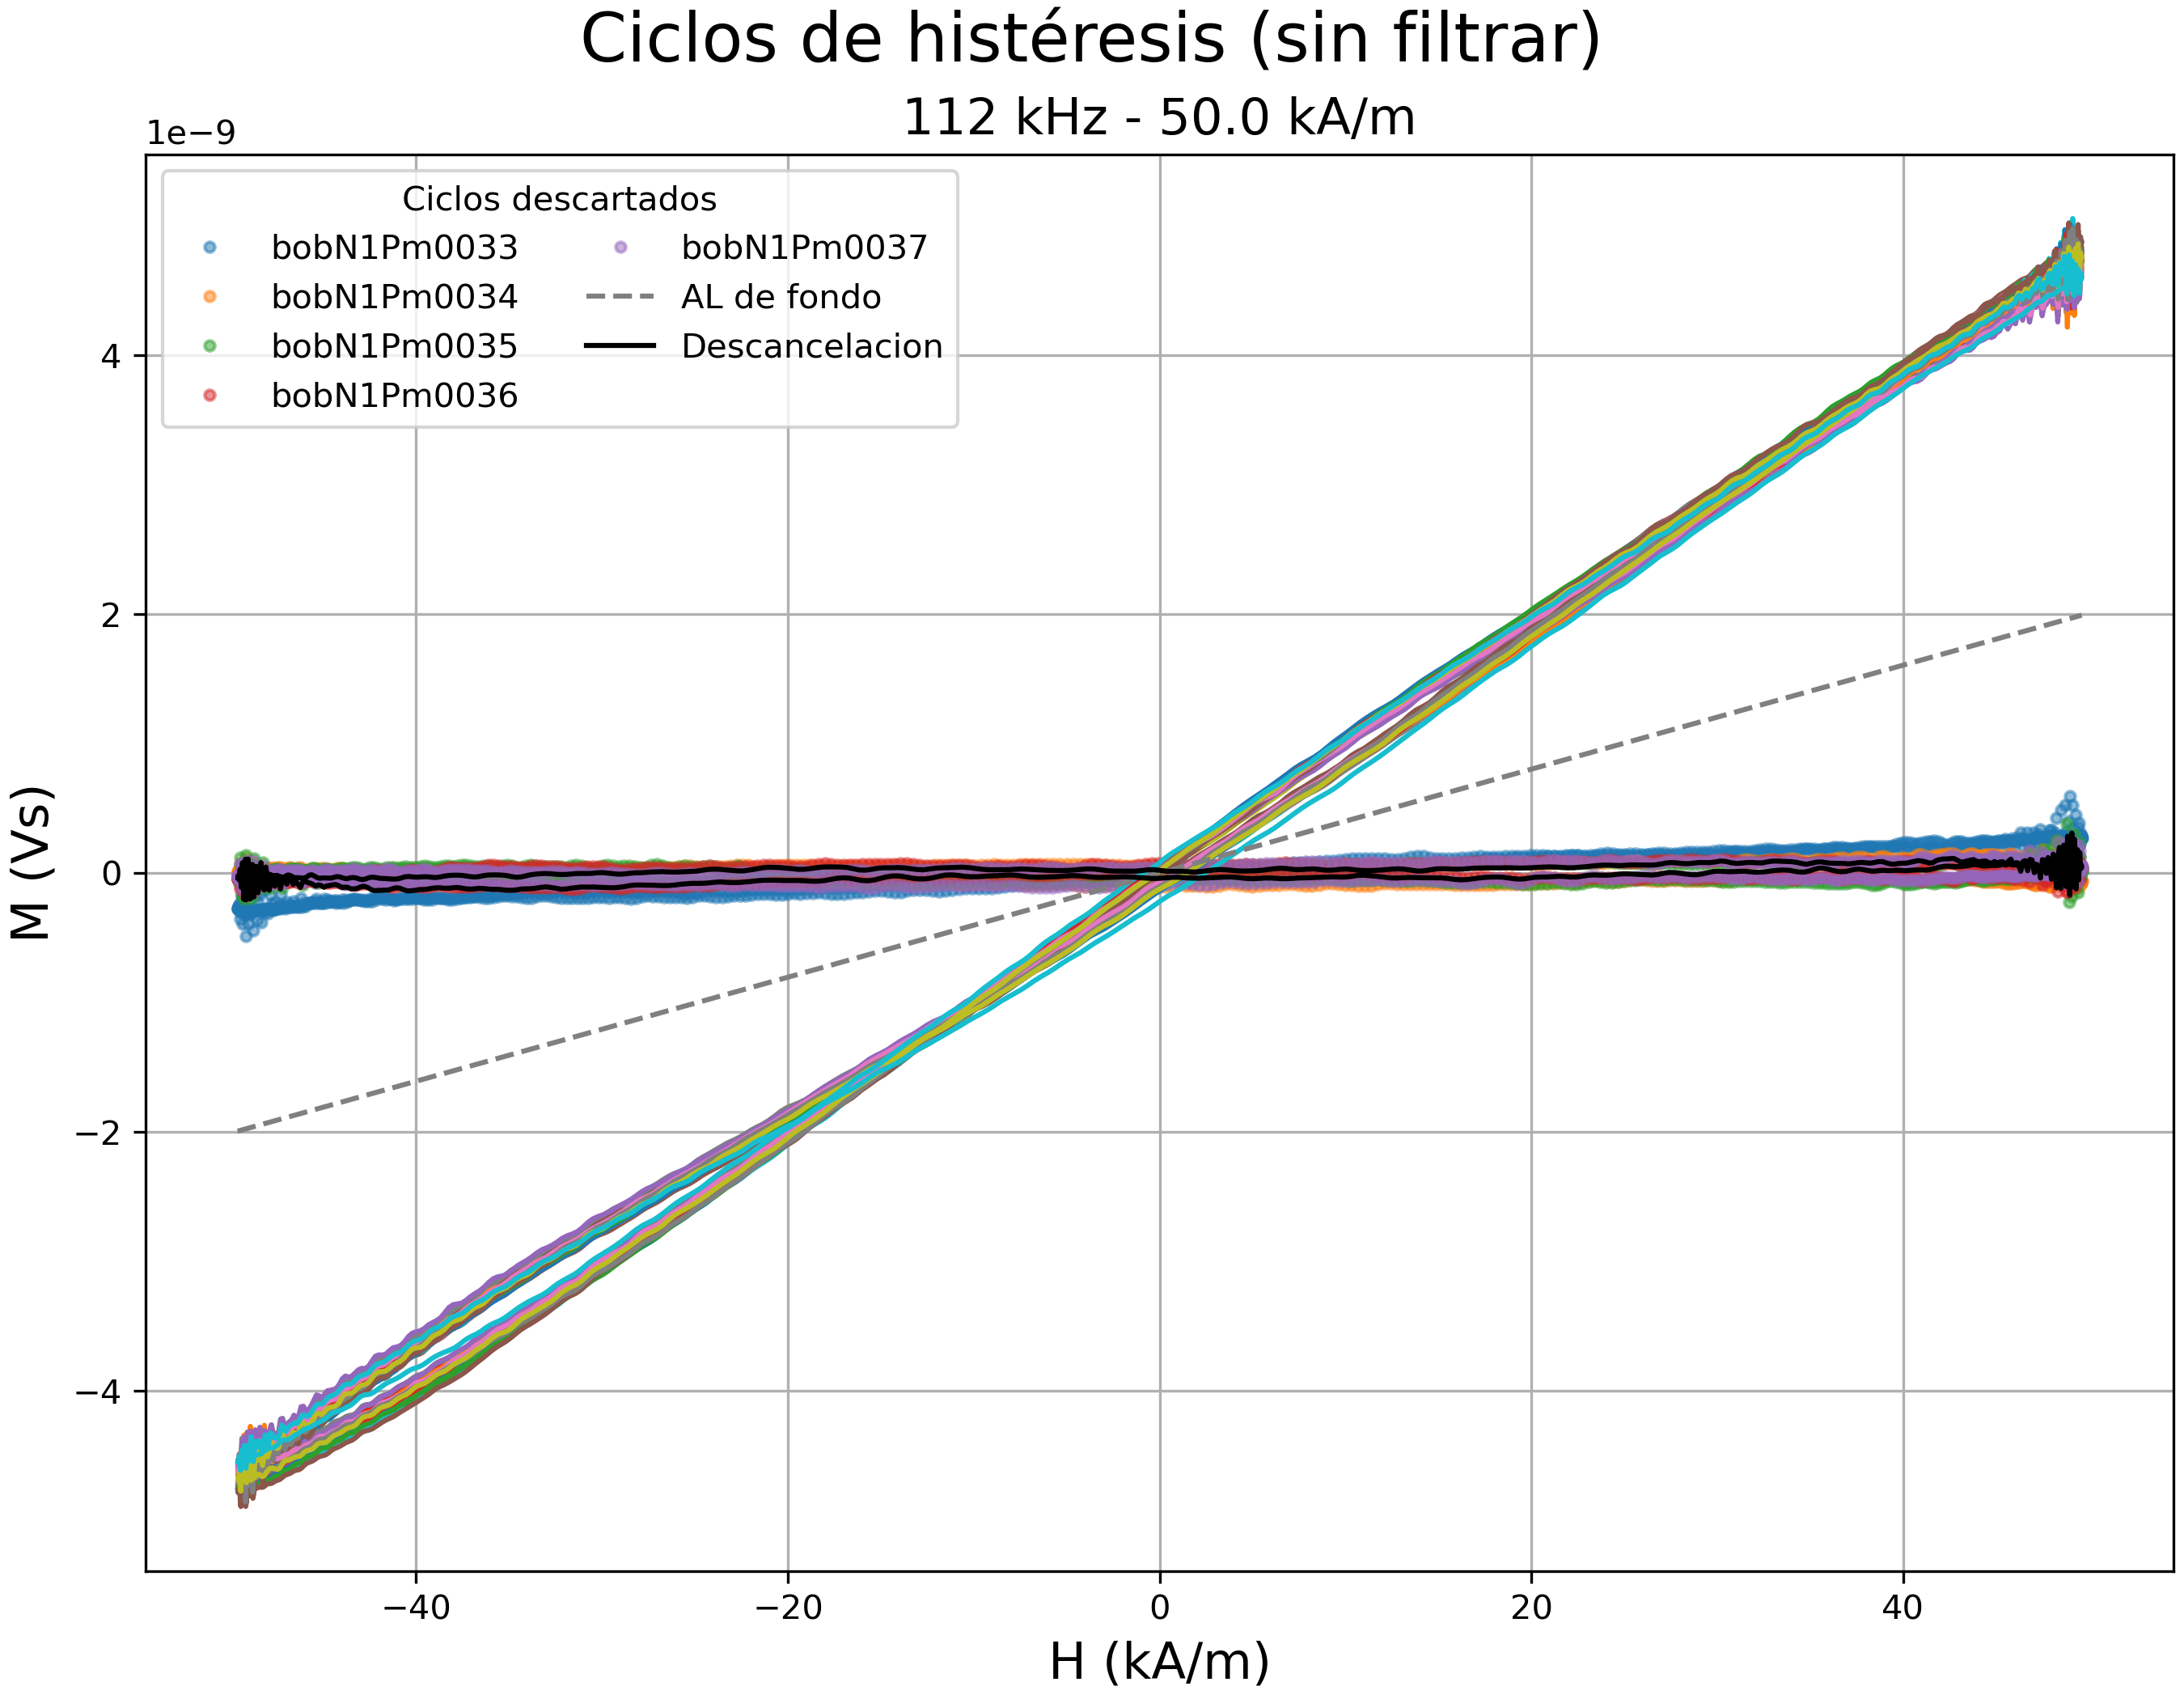 Ciclos de histéresis (sin filtrar)
112 kHz - 50.0 kA/m
1e−9
Ciclos descartados
bobN1Pm0033
bobN1Pm0034
bobN1Pm0035
bobN1Pm0036
bobN1Pm0037
AL de fondo
Descancelacion
4
2
0
−2
−4
M (Vs)
−40
−20
0
20
40
H (kA/m)